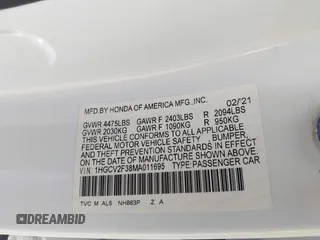 MFD.BY HONDA OF AMERICA MFG.,INC. 02/21
GVWR 4475LBS GAWR F 2403LBS R 2094LBS
GVWR 2030KG GAWR F 1090KG R 950KG
THIS VEHICLE CONFORMS TO ALL APPLICABLE
FEDERAL MOTOR VEHICLE SAFETY, BUMPER,
AND THEFT PREVENTION STANDARDS IN EFFECT
ON THE DATE OF MANUFACTURE SHOWN ABOVE.
VIN: 1HGCV2F38MA011695 TYPE:PASSENGER CAR
TVC M AL5 NH883P Z A
DREAMBID